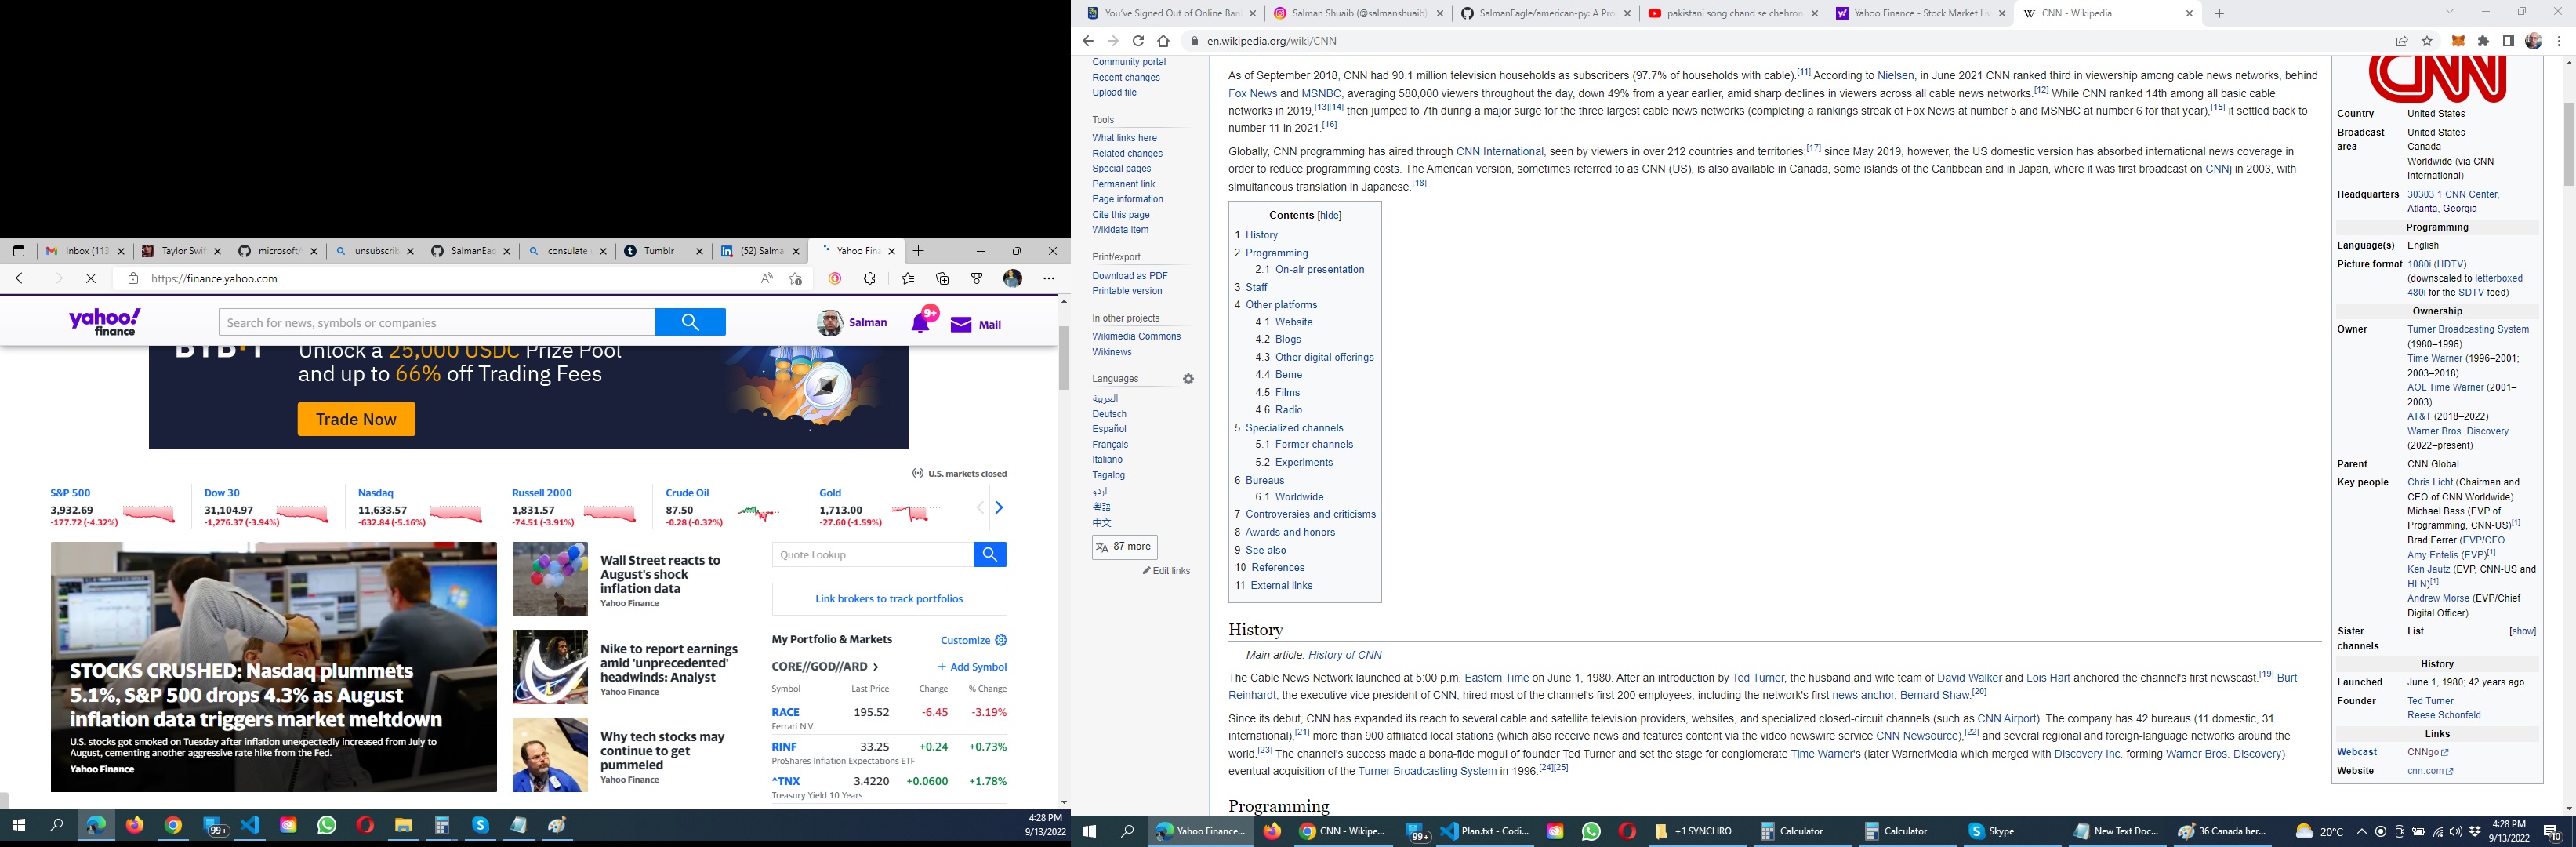 Inbox (113
Taylor Swif
microsoft/
unsubscrib
SalmanEag
consulate
Tumblr
(52) Salma
Yahoo Fina
https://finance.yahoo.com
yahoo!
finance
Search for news, symbols or companies
Salman
9+
Mail
Unlock a 25,000 USDC Prize Pool
and up to 66% off Trading Fees
Trade Now
U.S. markets closed
S&P 500
3,932.69
-177.72 (-4.32%)
Dow 30
31,104.97
-1,276.37 (-3.94%)
Nasdaq
11,633.57
-632.84 (-5.16%)
Russell 2000
1,831.57
-74.51 (-3.91%)
Crude Oil
87.50
-0.28 (-0.32%)
Gold
1,713.00
-27.60 (-1.59%)
STOCKS CRUSHED: Nasdaq plummets
5.1%, S&P 500 drops 4.3% as August
inflation data triggers market meltdown
U.S. stocks got smoked on Tuesday after inflation unexpectedly increased from July to
August, cementing another aggressive rate hike from the Fed.
Yahoo Finance
Wall Street reacts to
August's shock
inflation data
Yahoo Finance
Nike to report earnings
amid 'unprecedented'
headwinds: Analyst
Yahoo Finance
Why tech stocks may
continue to get
pummeled
Yahoo Finance
Quote Lookup
Link brokers to track portfolios
My Portfolio & Markets
Customize
CORE//GOD//ARD >
+ Add Symbol
Symbol Last Price Change % Change
RACE 195.52 -6.45 -3.19%
Ferrari N.V.
RINF 33.25 +0.24 +0.73%
ProShares Inflation Expectations ETF
^TNX 3.4220 +0.0600 +1.78%
Treasury Yield 10 Years
99+
4:28 PM
9/13/2022
You've Signed Out of Online Ban
Salman Shuaib (@salmanshuaib)
SalmanEagle/american-py: A Pro
pakistani song chand se chehron
Yahoo Finance - Stock Market Li
CNN - Wikipedia
en.wikipedia.org/wiki/CNN
Community portal
Recent changes
Upload file
Tools
What links here
Related changes
Special pages
Permanent link
Page information
Cite this page
Wikidata item
Print/export
Download as PDF
Printable version
In other projects
Wikimedia Commons
Wikinews
Languages
العربية
Deutsch
Español
Français
Italiano
Tagalog
اردو
粵語
中文
87 more
Edit links
As of September 2018, CNN had 90.1 million television households as subscribers (97.7% of households with cable).[11] According to Nielsen, in June 2021 CNN ranked third in viewership among cable news networks, behind
Fox News and MSNBC, averaging 580,000 viewers throughout the day, down 49% from a year earlier, amid sharp declines in viewers across all cable news networks.[12] While CNN ranked 14th among all basic cable
networks in 2019,[13][14] then jumped to 7th during a major surge for the three largest cable news networks (completing a rankings streak of Fox News at number 5 and MSNBC at number 6 for that year),[15] it settled back to
number 11 in 2021.[16]
Globally, CNN programming has aired through CNN International, seen by viewers in over 212 countries and territories;[17] since May 2019, however, the US domestic version has absorbed international news coverage in
order to reduce programming costs. The American version, sometimes referred to as CNN (US), is also available in Canada, some islands of the Caribbean and in Japan, where it was first broadcast on CNNj in 2003, with
simultaneous translation in Japanese.[18]
Contents [hide]
1 History
2 Programming
2.1 On-air presentation
3 Staff
4 Other platforms
4.1 Website
4.2 Blogs
4.3 Other digital offerings
4.4 Beme
4.5 Films
4.6 Radio
5 Specialized channels
5.1 Former channels
5.2 Experiments
6 Bureaus
6.1 Worldwide
7 Controversies and criticisms
8 Awards and honors
9 See also
10 References
11 External links
History
Main article: History of CNN
The Cable News Network launched at 5:00 p.m. Eastern Time on June 1, 1980. After an introduction by Ted Turner, the husband and wife team of David Walker and Lois Hart anchored the channel's first newscast.[19] Burt
Reinhardt, the executive vice president of CNN, hired most of the channel's first 200 employees, including the network's first news anchor, Bernard Shaw.[20]
Since its debut, CNN has expanded its reach to several cable and satellite television providers, websites, and specialized closed-circuit channels (such as CNN Airport). The company has 42 bureaus (11 domestic, 31
international),[21] more than 900 affiliated local stations (which also receive news and features content via the video newswire service CNN Newsource),[22] and several regional and foreign-language networks around the
world.[23] The channel's success made a bona-fide mogul of founder Ted Turner and set the stage for conglomerate Time Warner's (later WarnerMedia which merged with Discovery Inc. forming Warner Bros. Discovery)
eventual acquisition of the Turner Broadcasting System in 1996.[24][25]
Programming
CNN
Country United States
Broadcast area United States
Canada
Worldwide (via CNN
International)
Headquarters 30303 1 CNN Center,
Atlanta, Georgia
Programming
Language(s) English
Picture format 1080i (HDTV)
(downscaled to letterboxed
480i for the SDTV feed)
Ownership
Owner Turner Broadcasting System
(1980–1996)
Time Warner (1996–2001;
2003–2018)
AOL Time Warner (2001–
2003)
AT&T (2018–2022)
Warner Bros. Discovery
(2022–present)
Parent CNN Global
Key people Chris Licht (Chairman and
CEO of CNN Worldwide)
Michael Bass (EVP of
Programming, CNN-US)[1]
Brad Ferrer (EVP/CFO
Amy Entelis (EVP)[1]
Ken Jautz (EVP, CNN-US and
HLN)[1]
Andrew Morse (EVP/Chief
Digital Officer)
Sister channels List [show]
History
Launched June 1, 1980; 42 years ago
Founder Ted Turner
Reese Schonfeld
Links
Webcast CNNgo
Website cnn.com
Yahoo Finance...
CNN - Wikipe...
99+
Plan.txt - Codi...
+1 SYNCHRO
Calculator
Calculator
Skype
New Text Doc...
36 Canada her...
20°C
4:28 PM
9/13/2022
10